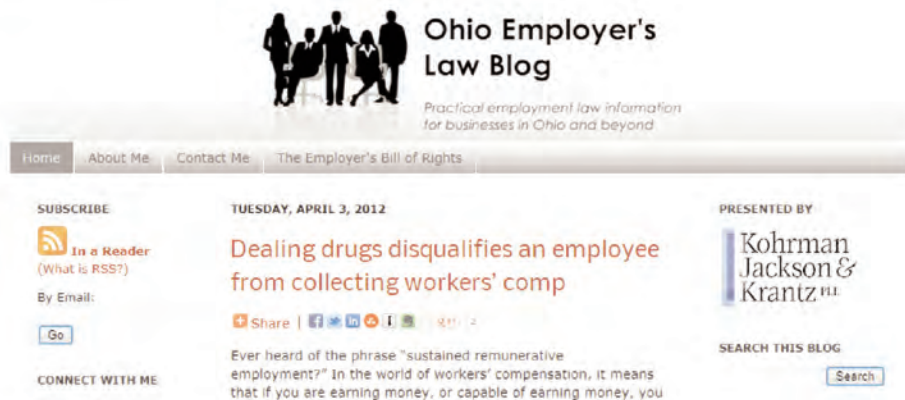 Ohio Employer's
Law Blog
Practical employment law information
for businesses in Ohio and beyond
Home About Me Contact Me The Employer's Bill of Rights
SUBSCRIBE
In a Reader
(What is RSS?)
By Email:
Go
CONNECT WITH ME
TUESDAY, APRIL 3, 2012
Dealing drugs disqualifies an employee
from collecting workers' comp
Share |
Ever heard of the phrase "sustained remunerative
employment?" In the world of workers' compensation, it means
that if you are earning money, or capable of earning money, you
PRESENTED BY
Kohrman
Jackson &
Krantz PLL
SEARCH THIS BLOG
Search